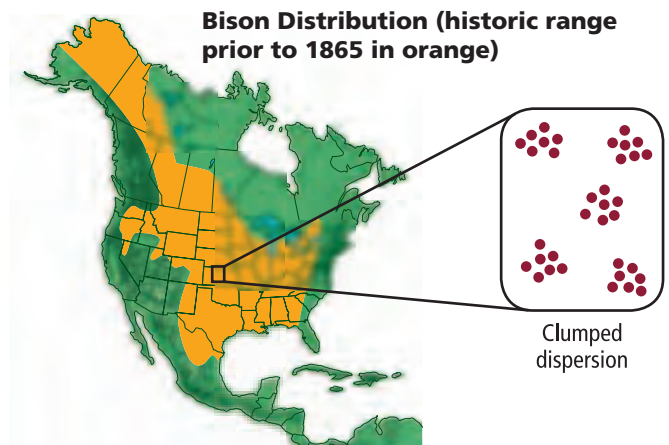 Bison Distribution (historic range
prior to 1865 in orange)
Clumped
dispersion